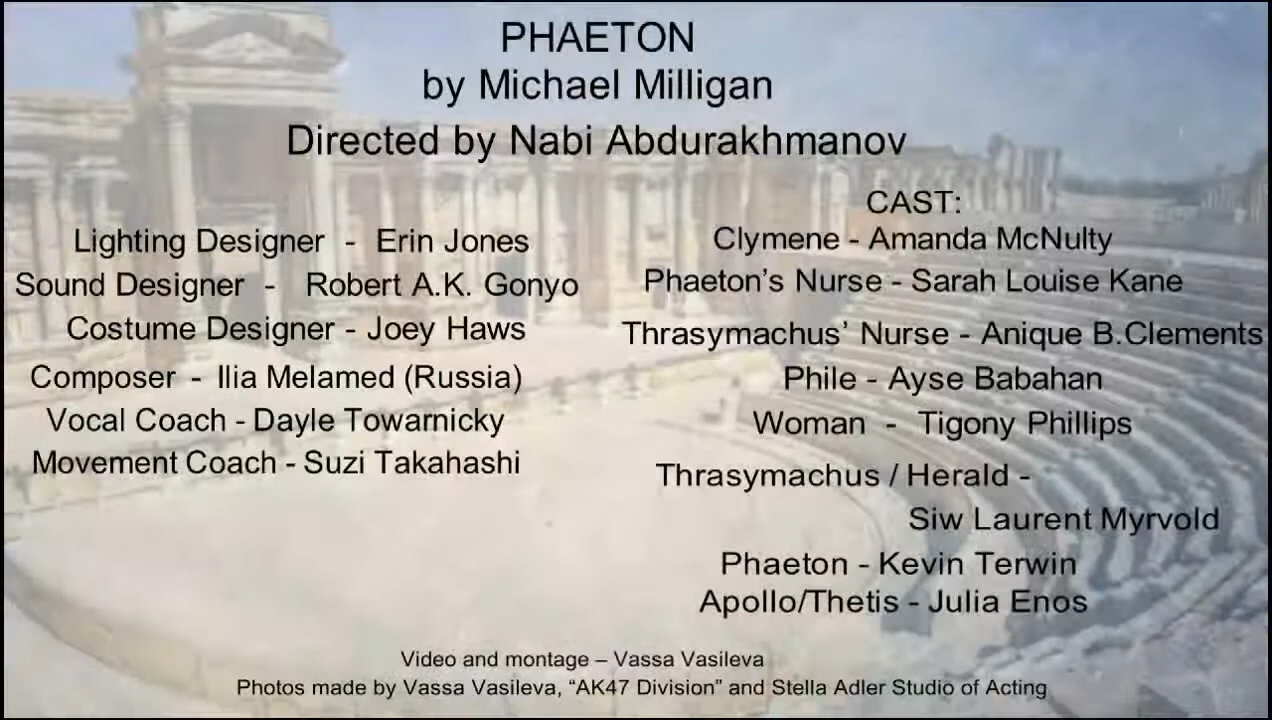 PHAETON
by Michael Milligan
Directed by Nabi Abdurakhmanov
Lighting Designer - Erin Jones
Sound Designer - Robert A.K. Gonyo
Costume Designer - Joey Haws
Composer - Ilia Melamed (Russia)
Vocal Coach - Dayle Towarnicky
Movement Coach - Suzi Takahashi
CAST:
Clymene - Amanda McNulty
Phaeton’s Nurse - Sarah Louise Kane
Thrasymachus’ Nurse - Anique B.Clements
Phile - Ayse Babahan
Woman - Tigony Phillips
Thrasymachus / Herald -
Siw Laurent Myrvold
Phaeton - Kevin Terwin
Apollo/Thetis - Julia Enos
Video and montage – Vassa Vasileva
Photos made by Vassa Vasileva, “AK47 Division” and Stella Adler Studio of Acting